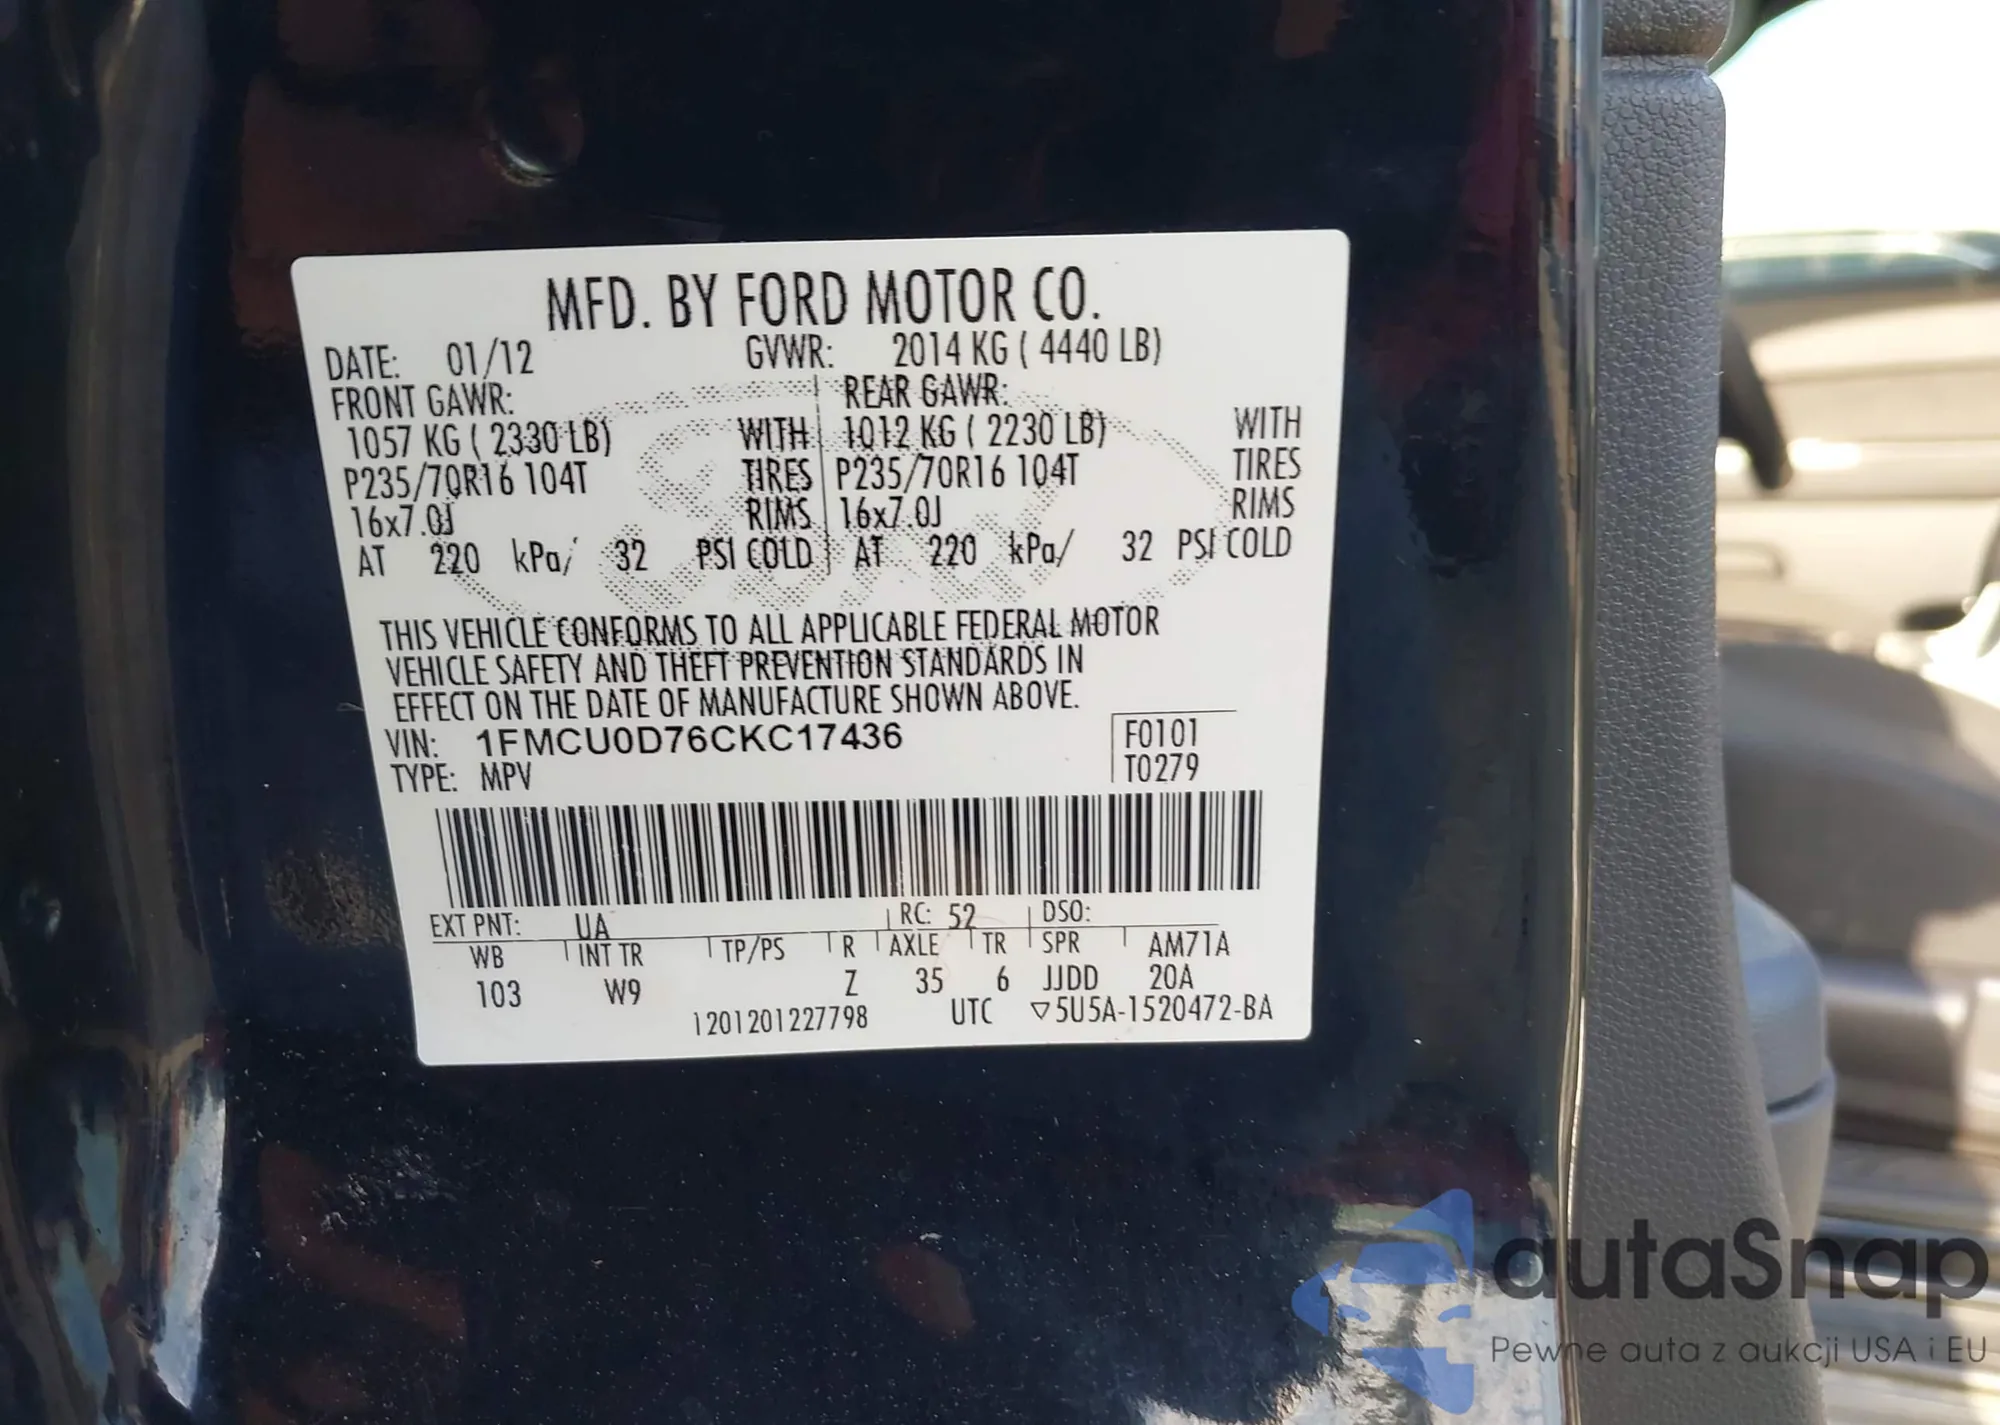 MFD. BY FORD MOTOR CO.
DATE: 01/12 GVWR: 2014 KG ( 4440 LB)
FRONT GAWR: REAR GAWR:
1057 KG ( 2330 LB) WITH 1012 KG ( 2230 LB) WITH
P235/70R16 104T TIRES P235/70R16 104T TIRES
16x7.0J RIMS 16x7.0J RIMS
AT 220 kPa/ 32 PSI COLD AT 220 kPa/ 32 PSI COLD
THIS VEHICLE CONFORMS TO ALL APPLICABLE FEDERAL MOTOR
VEHICLE SAFETY AND THEFT PREVENTION STANDARDS IN
EFFECT ON THE DATE OF MANUFACTURE SHOWN ABOVE.
VIN: 1FMCU0D76CKC17436 F0101
TYPE: MPV T0279
EXT PNT: UA RC: 52 DSO:
WB INT TR TP/PS R AXLE TR SPR AM71A
103 W9 Z 35 6 JJDD 20A
1201201227798 UTC ▽5U5A-1520472-BA
autaSnap
Pewne auta z aukcji USA i EU